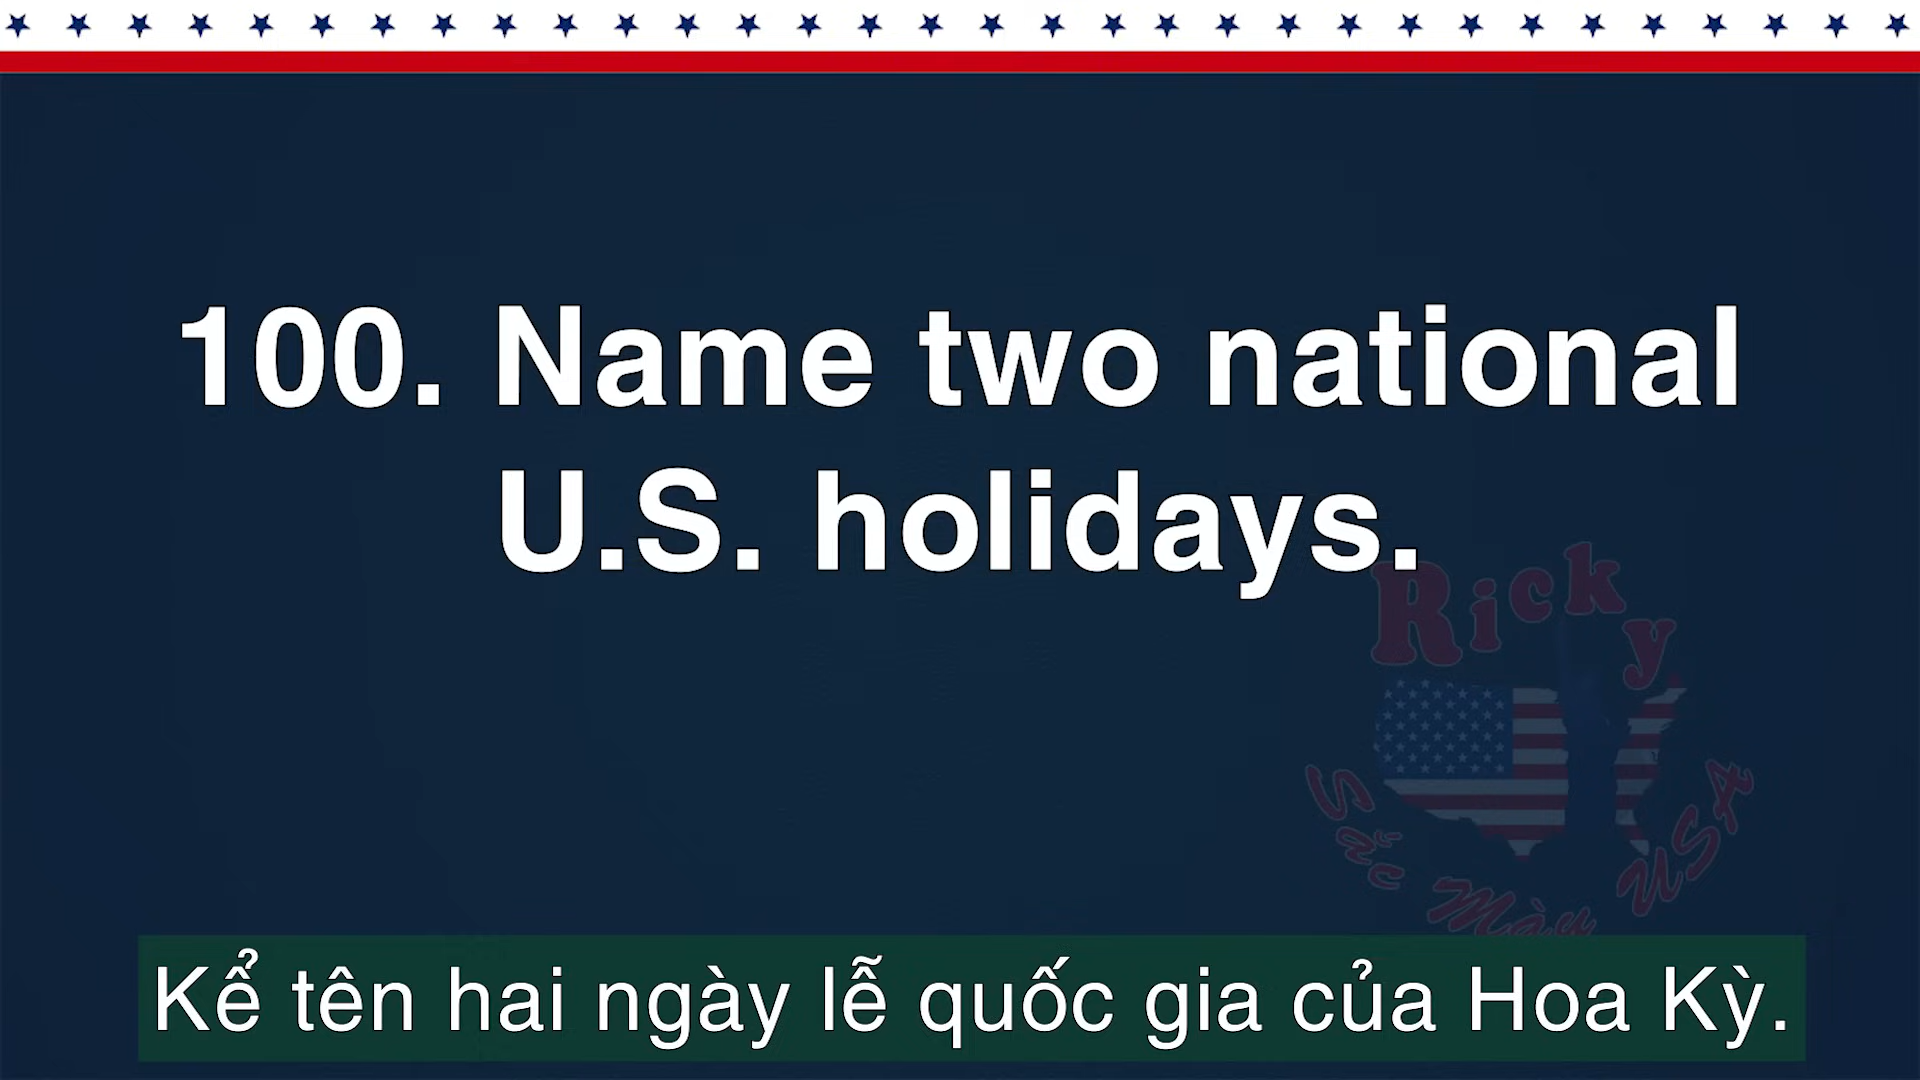 100. Name two national
U.S. holidays.
Ricky
Sắc Màu USA
Kể tên hai ngày lễ quốc gia của Hoa Kỳ.